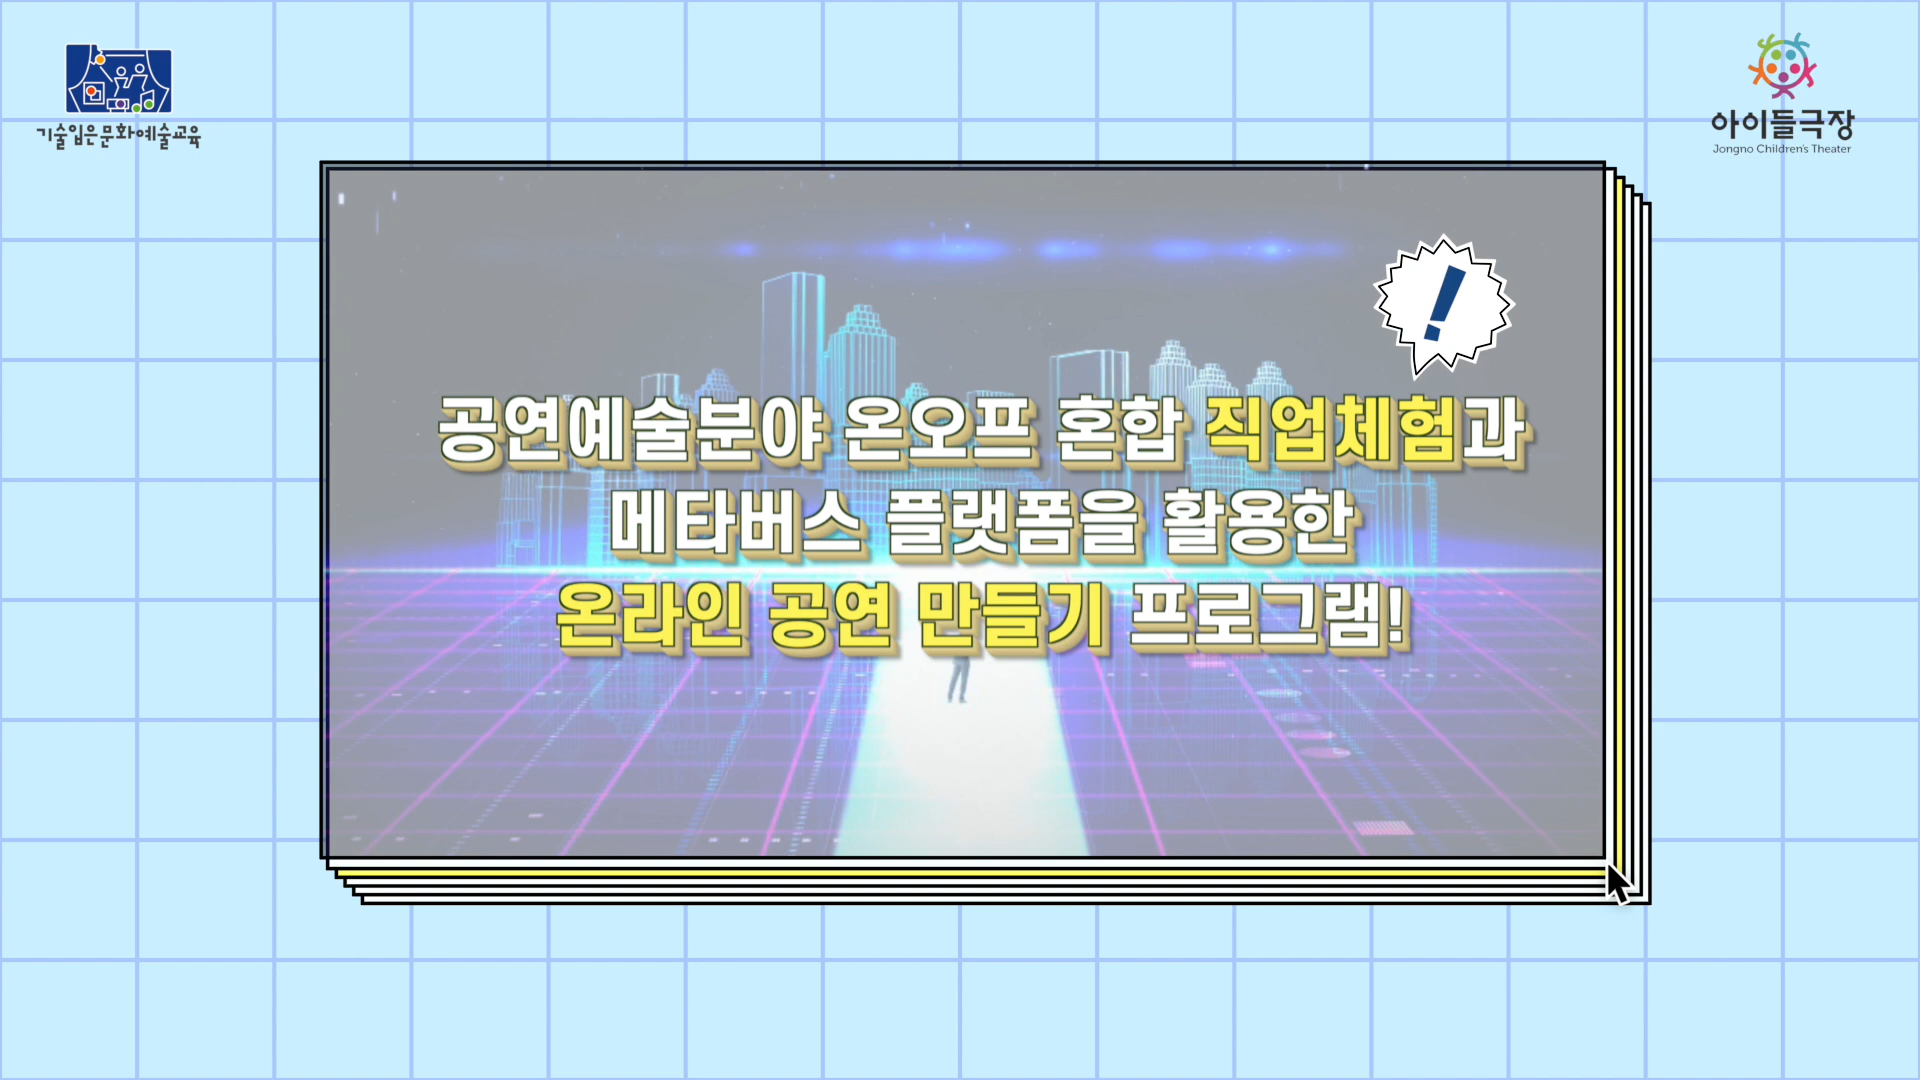 기술입은문화예술교육
아이들극장
Jongno Children's Theater
!
공연예술분야 온오프 혼합 직업체험과
메타버스 플랫폼을 활용한
온라인 공연 만들기 프로그램!